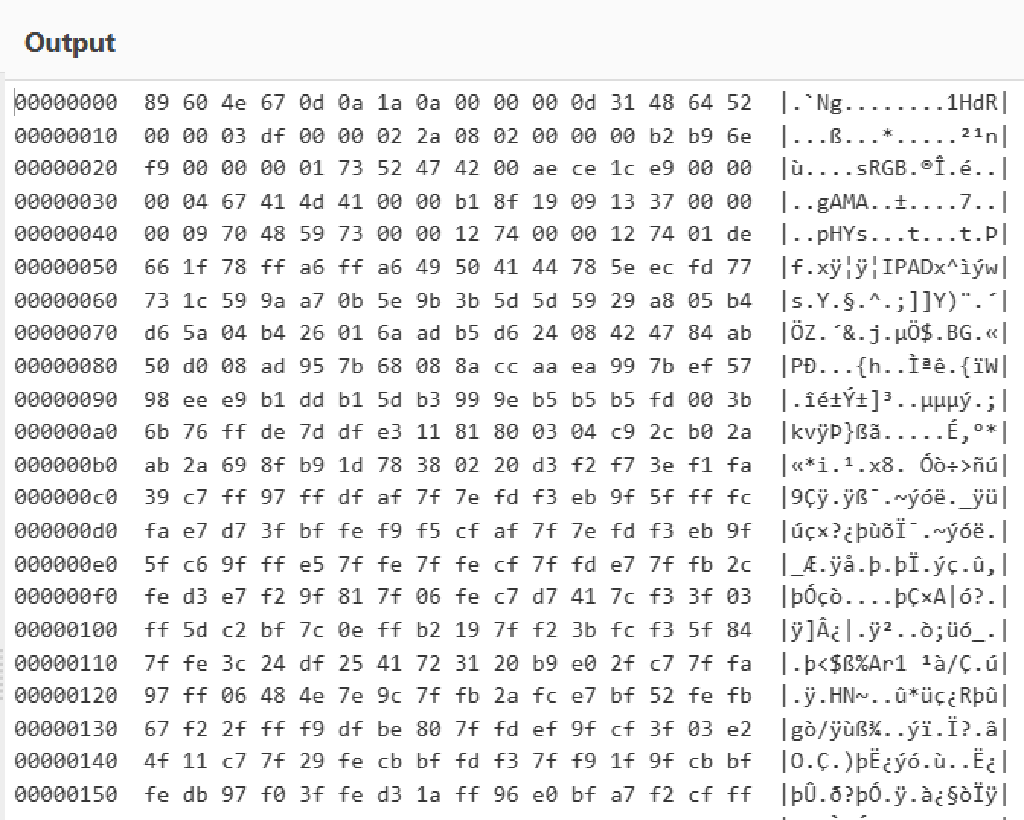 Output
00000000  89 60 4e 67 0d 0a 1a 0a 00 00 00 0d 31 48 64 52  |.`Ng........1HdR|
00000010  00 00 03 df 00 00 02 2a 08 02 00 00 00 b2 b9 6e  |...ß...*.....²¹n|
00000020  f9 00 00 00 01 73 52 47 42 00 ae ce 1c e9 00 00  |ù....sRGB.®Î.é..|
00000030  00 04 67 41 4d 41 00 00 b1 8f 19 09 13 37 00 00  |..gAMA..±....7..|
00000040  00 09 70 48 59 73 00 00 12 74 00 00 12 74 01 de  |..pHYs...t...t.Þ|
00000050  66 1f 78 ff a6 ff a6 49 50 41 44 78 5e ec fd 77  |f.xÿ¦ÿ¦IPADx^ìýw|
00000060  73 1c 59 9a a7 0b 5e 9b 3b 5d 5d 59 29 a8 05 b4  |s.Y.§.^.;]]Y)¨.´|
00000070  d6 5a 04 b4 26 01 6a ad b5 d6 24 08 42 47 84 ab  |ÖZ.´&.j.µÖ$.BG.«|
00000080  50 d0 08 ad 95 7b 68 08 8a cc aa ea 99 7b ef 57  |PÐ...{h..Ìªê.{ïW|
00000090  98 ee e9 b1 dd b1 5d b3 99 9e b5 b5 b5 fd 00 3b  |.îé±Ý±]³..µµµý.;|
000000a0  6b 76 ff de 7d df e3 11 81 80 03 04 c9 2c b0 2a  |kvÿÞ}ßã.....É,°*|
000000b0  ab 2a 69 8f b9 1d 78 38 02 20 d3 f2 f7 3e f1 fa  |«*i.¹.x8. Óò÷>ñú|
000000c0  39 c7 ff 97 ff df af 7f 7e fd f3 eb 9f 5f ff fc  |9Çÿ.ÿß¯.~ýóë._ÿü|
000000d0  fa e7 d7 3f bf fe f9 f5 cf af 7f 7e fd f3 eb 9f  |úç×?¿þùõÏ¯.~ýóë.|
000000e0  5f c6 9f ff e5 7f fe 7f fe cf 7f fd e7 7f fb 2c  |_Æ.ÿå.þ.þÏ.ýç.û,|
000000f0  fe d3 e7 f2 9f 81 7f 06 fe c7 d7 41 7c f3 3f 03  |þÓçò....þÇ×A|ó?.|
00000100  ff 5d c2 bf 7c 0e ff b2 19 7f f2 3b fc f3 5f 84  |ÿ]Â¿|.ÿ²..ò;üó_.|
00000110  7f fe 3c 24 df 25 41 72 31 20 b9 e0 2f c7 7f fa  |.þ<$ß%Ar1 ¹à/Ç.ú|
00000120  97 ff 06 48 4e 7e 9c 7f fb 2a fc e7 bf 52 fe fb  |.ÿ.HN~..û*üç¿Rþû|
00000130  67 f2 2f ff f9 df be 80 7f fd ef 9f cf 3f 03 e2  |gò/ÿùß¾..ýï.Ï?.â|
00000140  4f 11 c7 7f 29 fe cb bf fd f3 7f f9 1f 9f cb bf  |O.Ç.)þË¿ýó.ù..Ë¿|
00000150  fe db 97 f0 3f fe d3 1a ff 96 e0 bf a7 f2 cf ff  |þÛ.ð?þÓ.ÿ.à¿§òÏÿ|